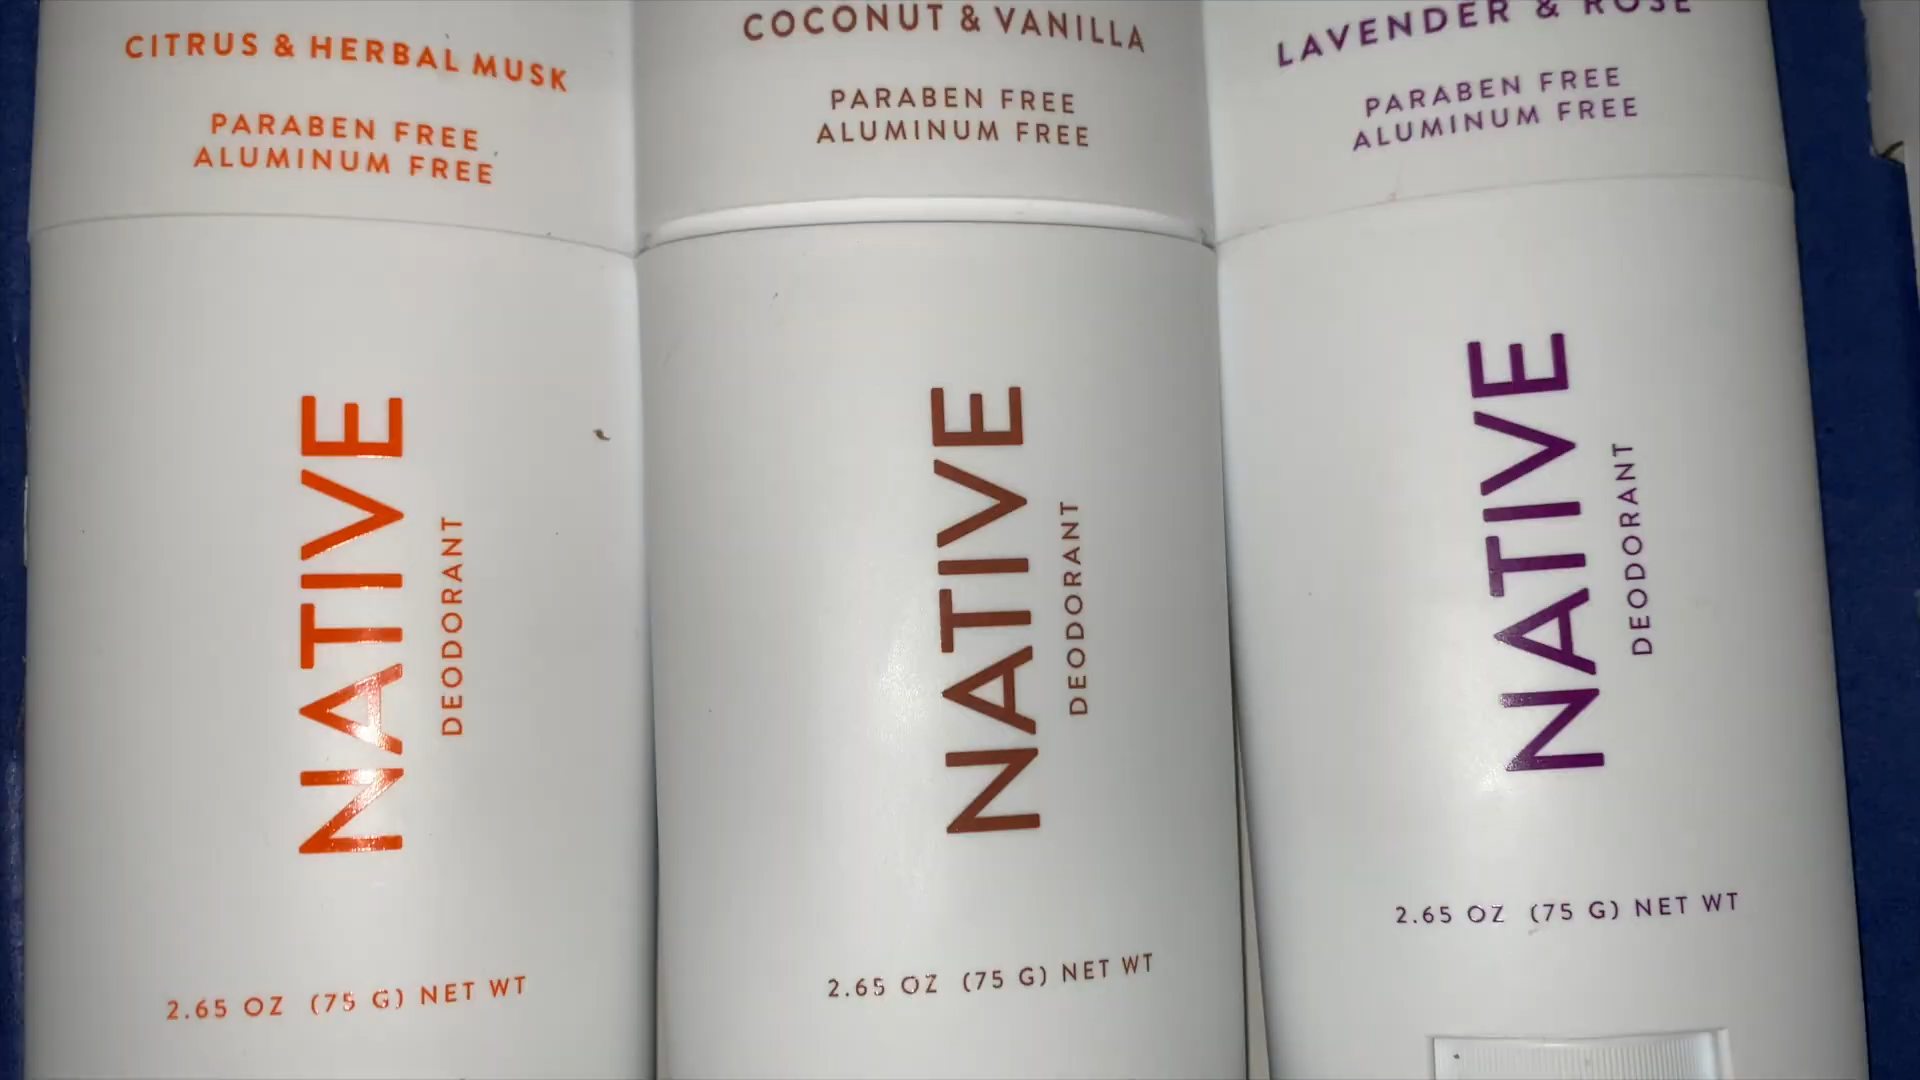 CITRUS & HERBAL MUSK
PARABEN FREE
ALUMINUM FREE
NATIVE
DEODORANT
2.65 OZ (75 G) NET WT
COCONUT & VANILLA
PARABEN FREE
ALUMINUM FREE
NATIVE
DEODORANT
2.65 OZ (75 G) NET WT
LAVENDER & ROSE
PARABEN FREE
ALUMINUM FREE
NATIVE
DEODORANT
2.65 OZ (75 G) NET WT